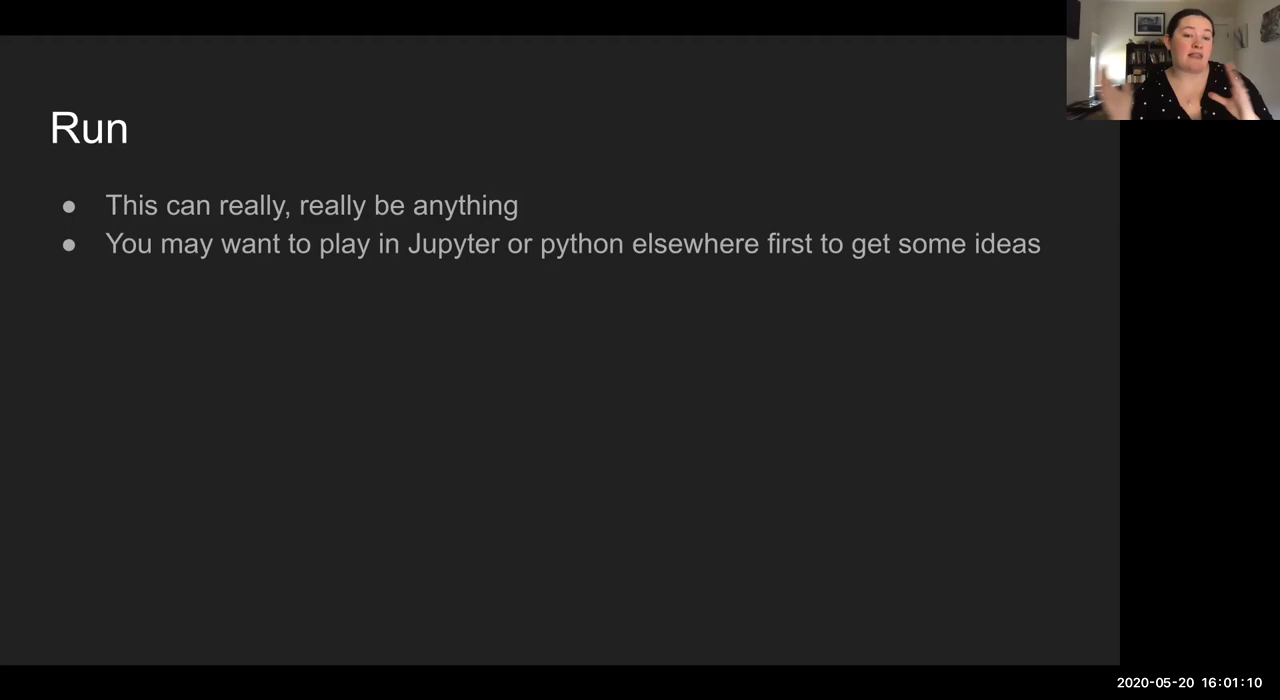 Run
● This can really, really be anything
● You may want to play in Jupyter or python elsewhere first to get some ideas
2020-05-20 16:01:10